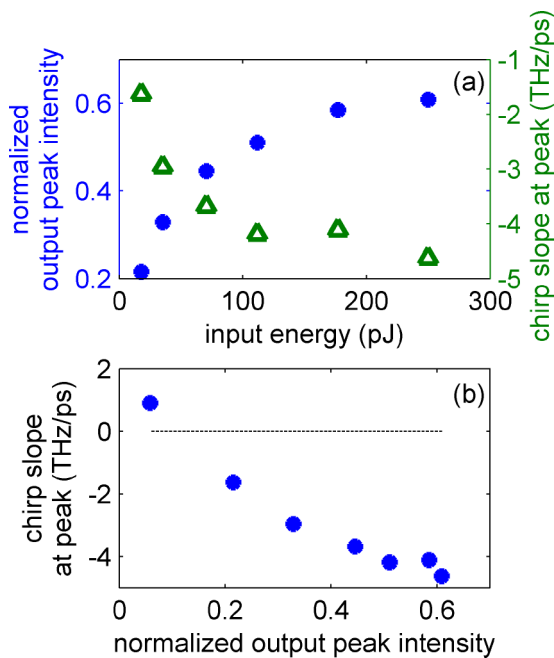 normalized
output peak intensity
0.6
0.4
0.2
(a)
-1
-2
-3
-4
-5
chirp slope at peak (THz/ps)
0 100 200 300
input energy (pJ)
chirp slope
at peak (THz/ps)
2
0
-2
-4
(b)
0 0.2 0.4 0.6
normalized output peak intensity